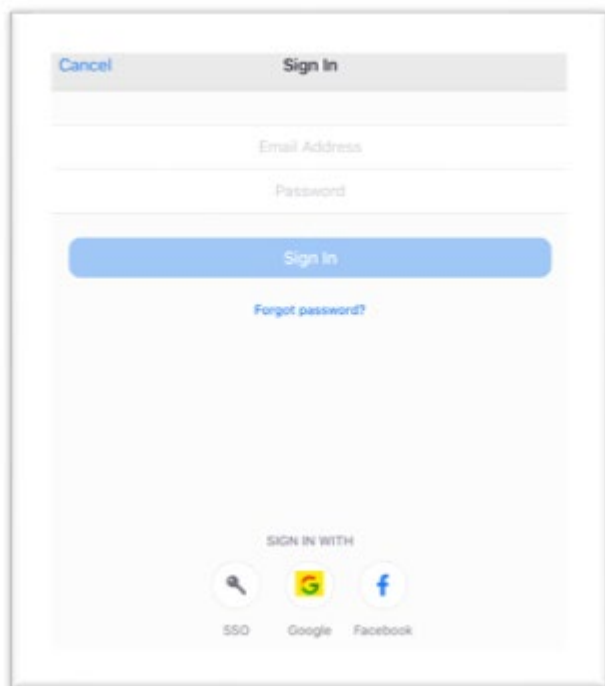 Cancel Sign In
Email Address
Password
Sign In
Forgot password?
SIGN IN WITH
SSO Google Facebook